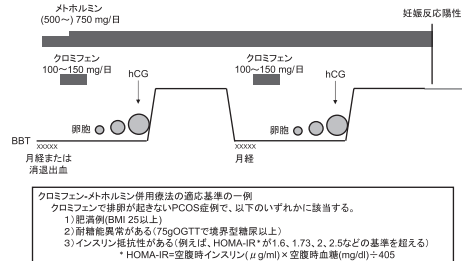 メトホルミン
(500〜) 750 mg/日
妊娠反応陽性
クロミフェン
100〜150 mg/日
hCG
クロミフェン
100〜150 mg/日
hCG
卵胞
卵胞
BBT
xxxxx
xxxxx
月経または
消退出血
月経
クロミフェン-メトホルミン併用療法の適応基準の一例
クロミフェンで排卵が起きないPCOS症例で、以下のいずれかに該当する。
1)肥満例(BMI 25以上)
2)耐糖能異常がある(75gOGTTで境界型糖尿以上)
3)インスリン抵抗性がある(例えば、HOMA-IR*が1.6、1.73、2、2.5などの基準を超える)
* HOMA-IR=空腹時インスリン(μg/ml)×空腹時血糖(mg/dl)÷405